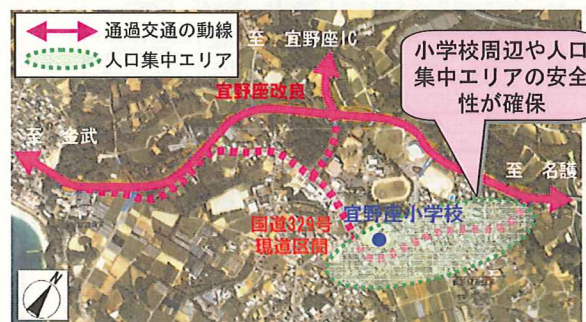 通過交通の動線
人口集中エリア
至 宜野座IC
小学校周辺や人口
集中エリアの安全
性が確保
宜野座改良
至 金武
至 名護
宜野座小学校
国道329号
現道区間
N